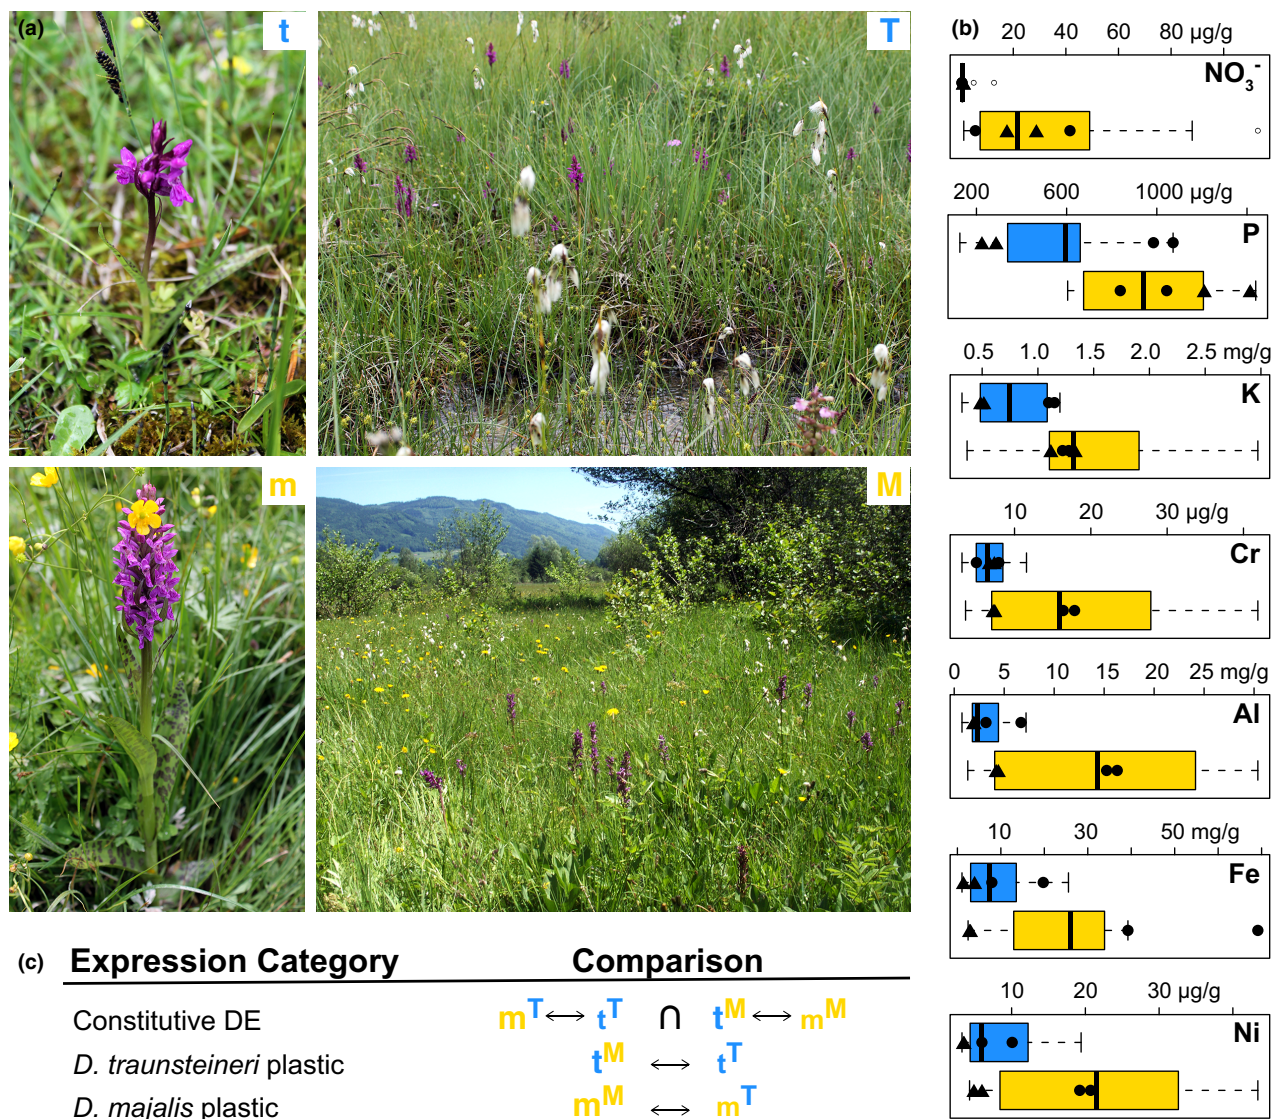 (a)
t
T
m
M
(b)
20 40 60 80 µg/g
NO3-
200 600 1000 µg/g
P
0.5 1.0 1.5 2.0 2.5 mg/g
K
10 20 30 µg/g
Cr
0 5 10 15 20 25 mg/g
Al
10 30 50 mg/g
Fe
10 20 30 µg/g
Ni
(c) Expression Category Comparison
Constitutive DE mT ↔ tT ∩ tM ↔ mM
D. traunsteineri plastic tM ↔ tT
D. majalis plastic mM ↔ mT